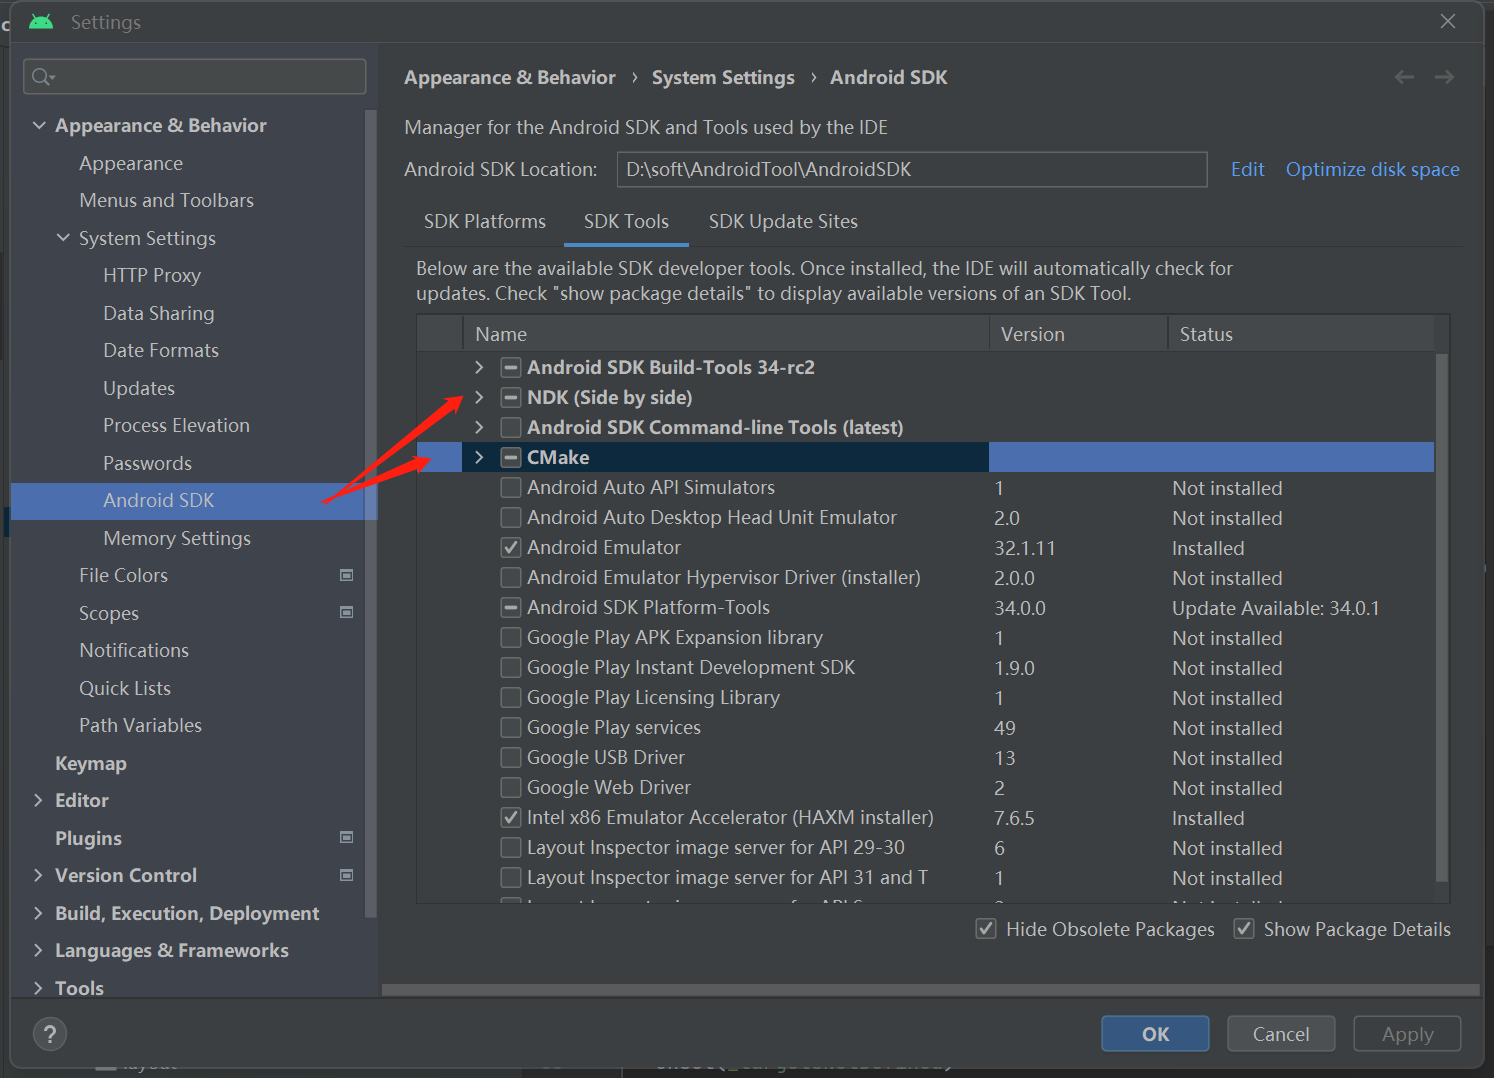 Settings
Appearance & Behavior
Appearance
Menus and Toolbars
System Settings
HTTP Proxy
Data Sharing
Date Formats
Updates
Process Elevation
Passwords
Android SDK
Memory Settings
File Colors
Scopes
Notifications
Quick Lists
Path Variables
Keymap
Editor
Plugins
Version Control
Build, Execution, Deployment
Languages & Frameworks
Tools
Appearance & Behavior › System Settings › Android SDK
Manager for the Android SDK and Tools used by the IDE
Android SDK Location: D:\soft\AndroidTool\AndroidSDK Edit Optimize disk space
SDK Platforms SDK Tools SDK Update Sites
Below are the available SDK developer tools. Once installed, the IDE will automatically check for
updates. Check "show package details" to display available versions of an SDK Tool.
Name Version Status
Android SDK Build-Tools 34-rc2
NDK (Side by side)
Android SDK Command-line Tools (latest)
CMake
Android Auto API Simulators 1 Not installed
Android Auto Desktop Head Unit Emulator 2.0 Not installed
Android Emulator 32.1.11 Installed
Android Emulator Hypervisor Driver (installer) 2.0.0 Not installed
Android SDK Platform-Tools 34.0.0 Update Available: 34.0.1
Google Play APK Expansion library 1 Not installed
Google Play Instant Development SDK 1.9.0 Not installed
Google Play Licensing Library 1 Not installed
Google Play services 49 Not installed
Google USB Driver 13 Not installed
Google Web Driver 2 Not installed
Intel x86 Emulator Accelerator (HAXM installer) 7.6.5 Installed
Layout Inspector image server for API 29-30 6 Not installed
Layout Inspector image server for API 31 and T 1 Not installed
Hide Obsolete Packages Show Package Details
? OK Cancel Apply